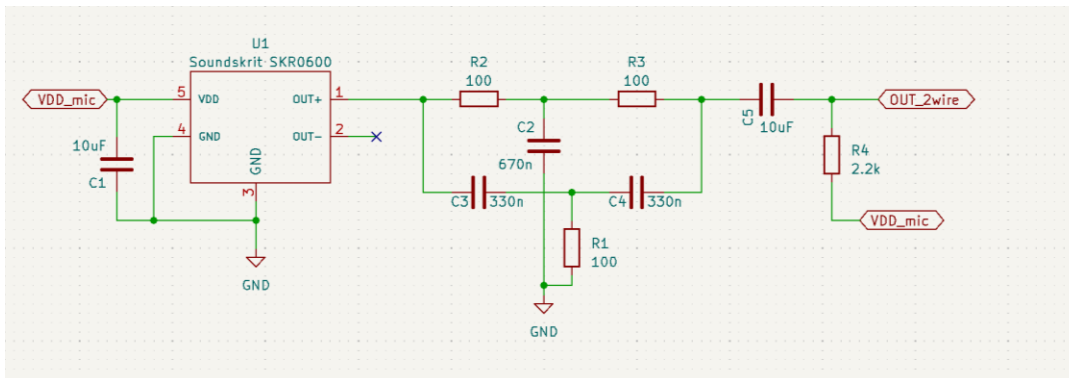 U1
Soundskrit SKR0600
VDD_mic
5
VDD
OUT+
1
4
GND
OUT-
2
GND
3
10uF
C1
GND
R2
100
R3
100
C2
670n
C3
330n
C4
330n
R1
100
GND
C5
10uF
OUT_2wire
R4
2.2k
VDD_mic